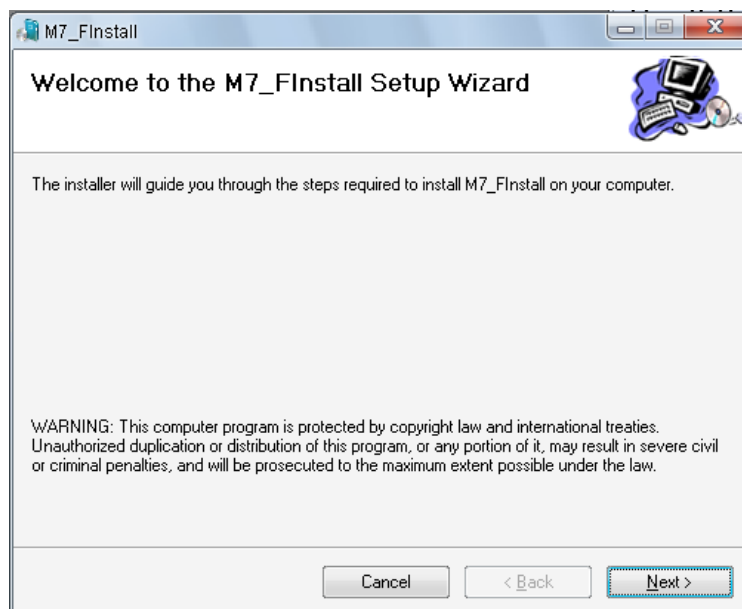 M7_FInstall
Welcome to the M7_FInstall Setup Wizard
The installer will guide you through the steps required to install M7_FInstall on your computer.
WARNING: This computer program is protected by copyright law and international treaties.
Unauthorized duplication or distribution of this program, or any portion of it, may result in severe civil
or criminal penalties, and will be prosecuted to the maximum extent possible under the law.
Cancel
< Back
Next >